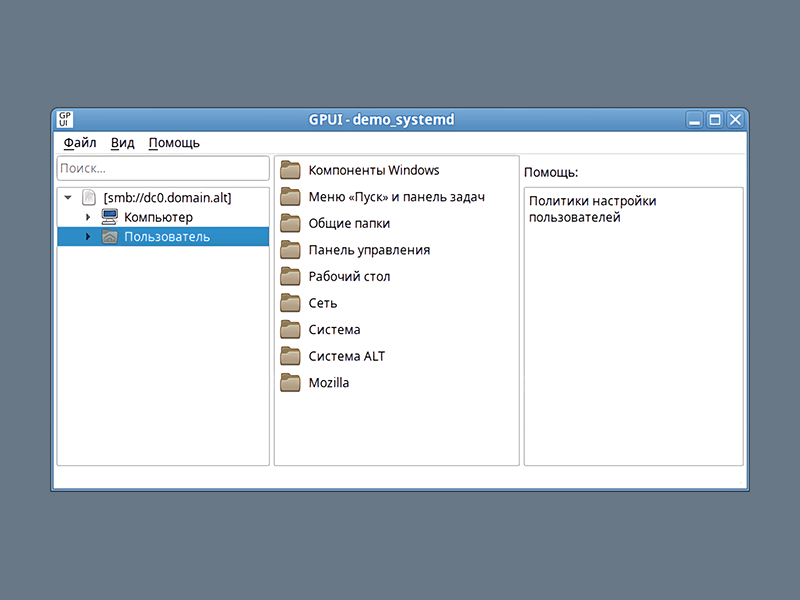 GPUI - demo_systemd
GP
UI
Файл Вид Помощь
Поиск...
[smb://dc0.domain.alt]
Компьютер
Пользователь
Компоненты Windows
Меню «Пуск» и панель задач
Общие папки
Панель управления
Рабочий стол
Сеть
Система
Система ALT
Mozilla
Помощь:
Политики настройки
пользователей